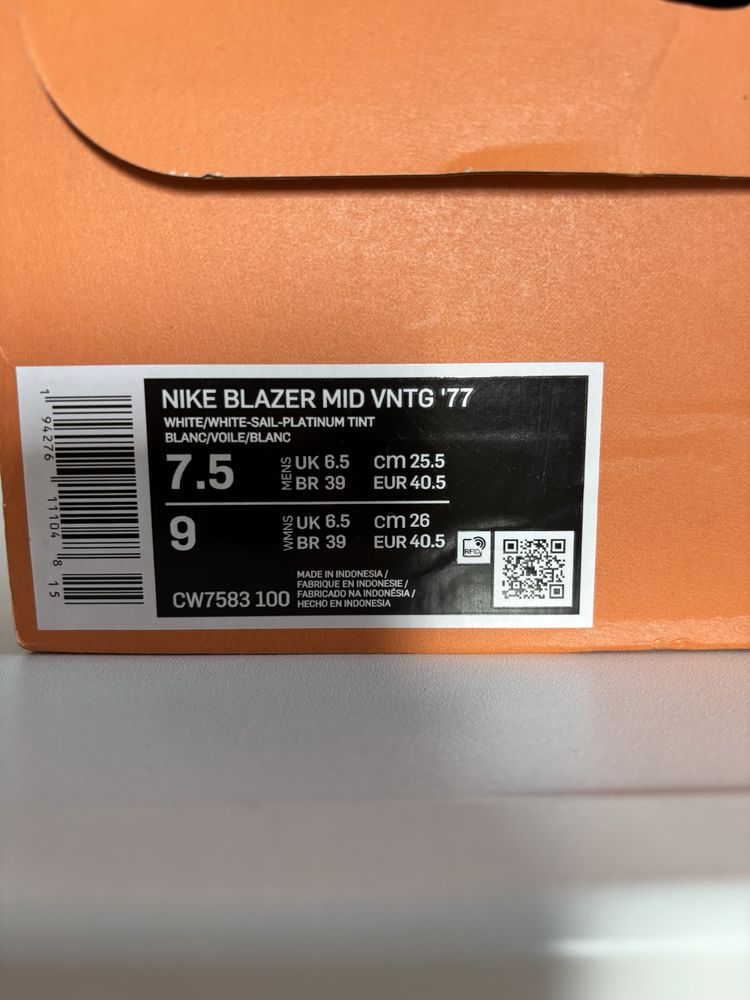 NIKE BLAZER MID VNTG '77
WHITE/WHITE-SAIL-PLATINUM TINT
BLANC/VOILE/BLANC
7.5 MENS UK 6.5 cm 25.5
BR 39 EUR 40.5
9 WMNS UK 6.5 cm 26
BR 39 EUR 40.5
RFID
CW7583 100
MADE IN INDONESIA /
FABRIQUE EN INDONESIE /
FABRICADO NA INDONÉSIA /
HECHO EN INDONESIA
1 94276 11104 8 15